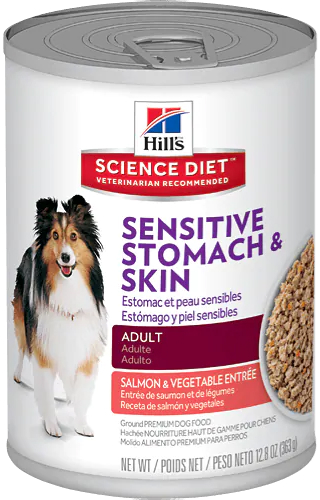 Hill's
SCIENCE DIET™
VETERINARIAN RECOMMENDED
SENSITIVE
STOMACH &
SKIN
Estomac et peau sensibles
Estómago y piel sensibles
ADULT
Adulte
Adulto
SALMON & VEGETABLE ENTRÉE
Entrée de saumon et de légumes
Receta de salmón y vegetales
Ground PREMIUM DOG FOOD
Hachée NOURRITURE HAUT DE GAMME POUR CHIENS
Molido ALIMENTO PREMIUM PARA PERROS
NET WT / POIDS NET / PESO NETO 12.8 OZ (363g)